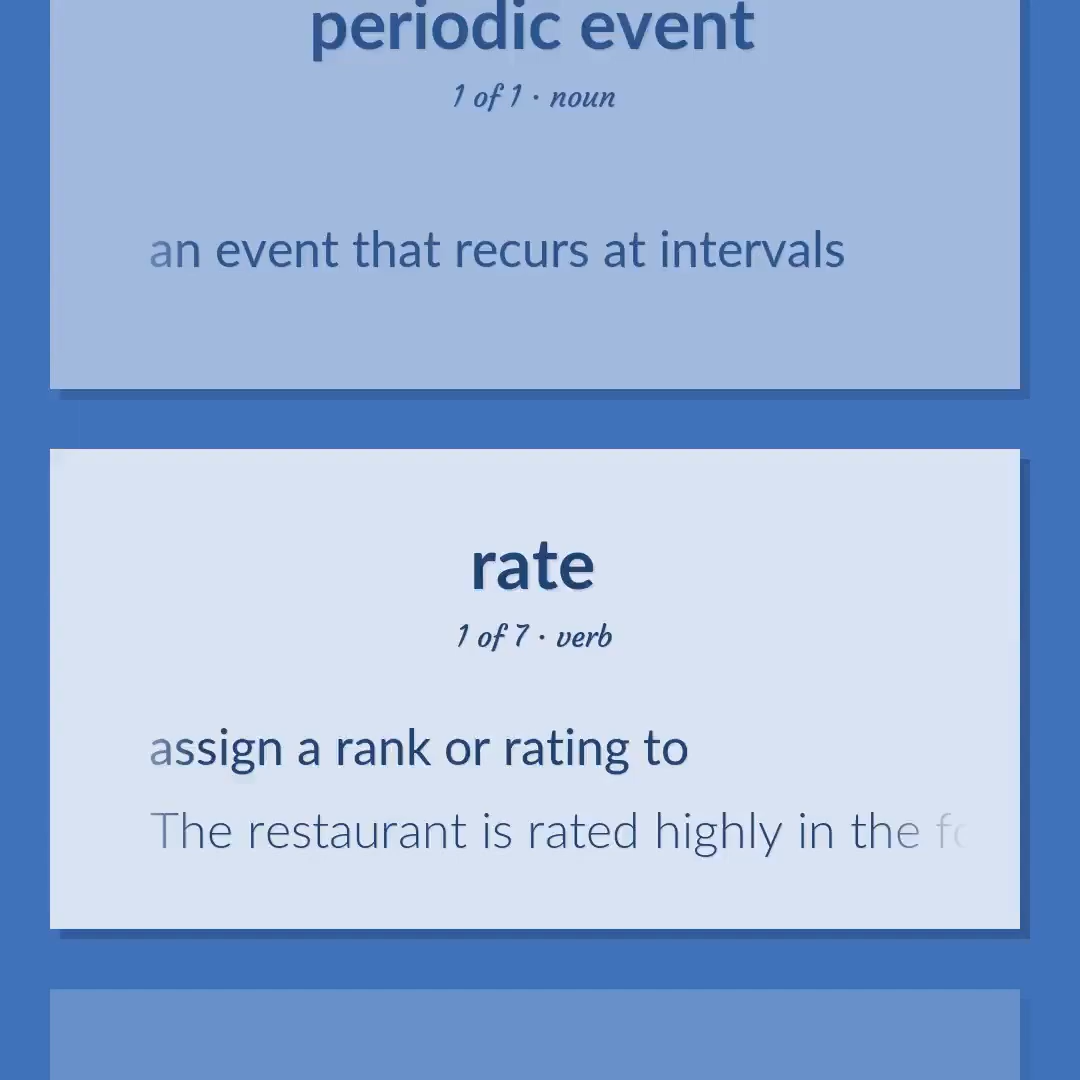 periodic event
1 of 1 · noun
an event that recurs at intervals
rate
1 of 7 · verb
assign a rank or rating to
The restaurant is rated highly in the